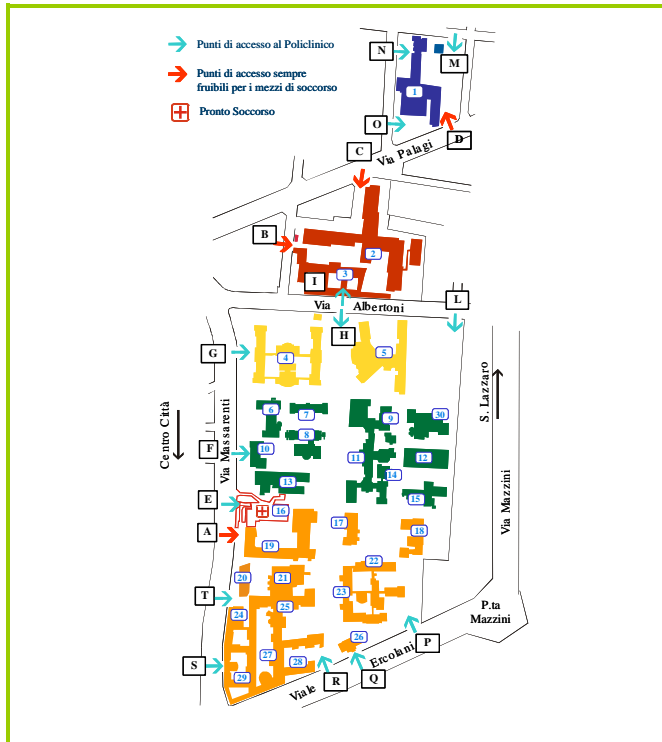 Punti di accesso al Policlinico
Punti di accesso sempre
fruibili per i mezzi di soccorso
Pronto Soccorso
N
M
1
O
D
C
Via Palagi
B
2
I
3
Via Albertoni
L
H
G
4
5
S. Lazzaro
Centro Città
Via Massarenti
6
7
9
30
F
10
8
11
12
13
14
15
E
16
A
17
18
19
Via Mazzini
22
20
21
23
T
24
25
P.ta
Mazzini
26
P
S
27
28
29
R
Q
Viale Ercolani